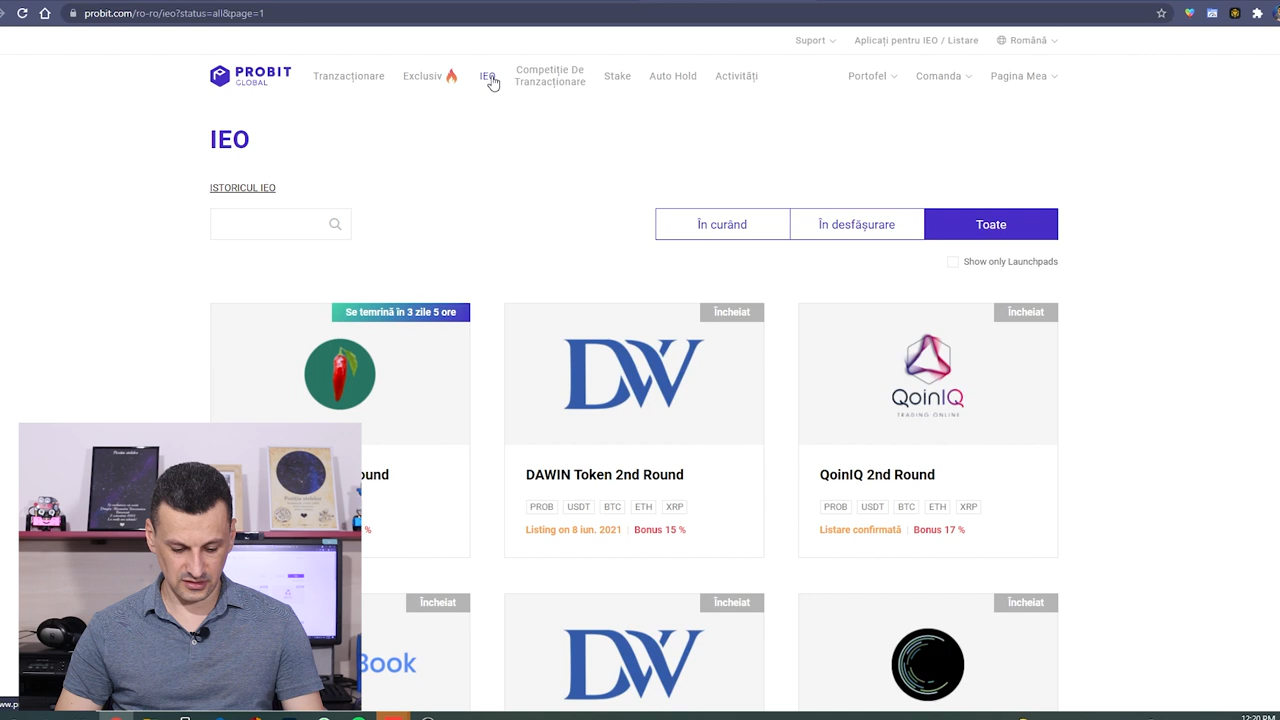 probit.com/ro-ro/ieo?status=all&page=1
Suport
Aplicați pentru IEO / Listare
Română
PROBIT
GLOBAL
Tranzacționare
Exclusiv
IEO
Competiție De
Tranzacționare
Stake
Auto Hold
Activități
Portofel
Comanda
Pagina Mea
IEO
ISTORICUL IEO
În curând
În desfășurare
Toate
Show only Launchpads
Se temrină în 3 zile 5 ore
Încheiat
DW
Încheiat
QoinIQ
TRADING ONLINE
ound
%
DAWIN Token 2nd Round
PROB USDT BTC ETH XRP
Listing on 8 iun. 2021 | Bonus 15 %
QoinIQ 2nd Round
PROB USDT BTC ETH XRP
Listare confirmată | Bonus 17 %
Încheiat
Book
Încheiat
DW
Încheiat
12:20 PM